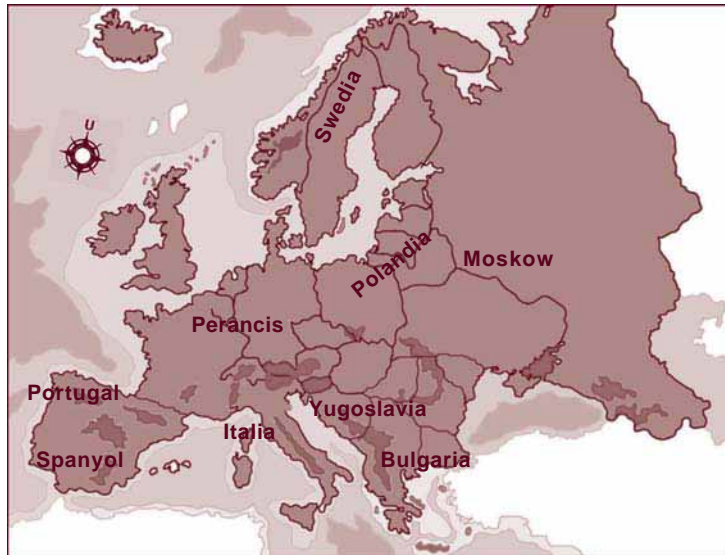 U
Swedia
Polandia
Moskow
Perancis
Portugal
Yugoslavia
Italia
Spanyol
Bulgaria